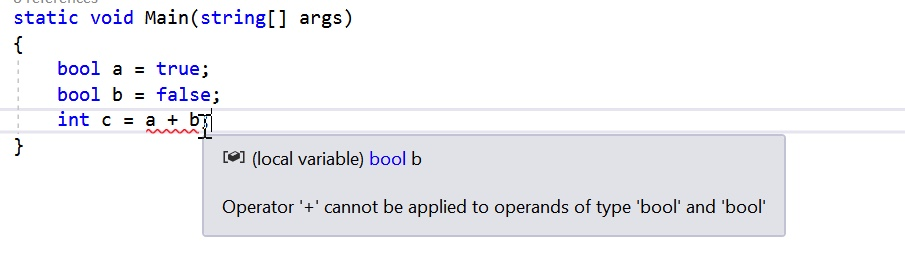 static void Main(string[] args)
{
bool a = true;
bool b = false;
int c = a + b;
}
(local variable) bool b
Operator '+' cannot be applied to operands of type 'bool' and 'bool'